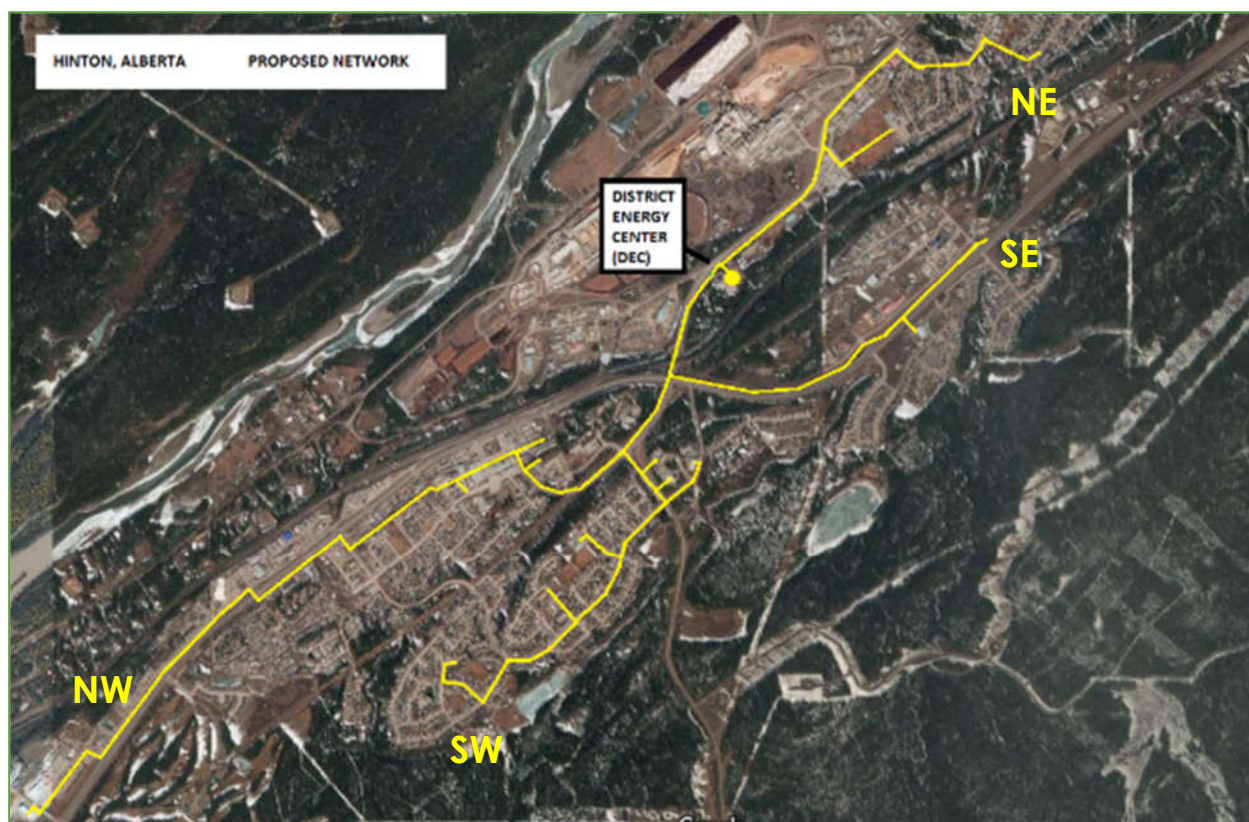 HINTON, ALBERTA PROPOSED NETWORK
NE
DISTRICT
ENERGY
CENTER
(DEC)
SE
NW
SW